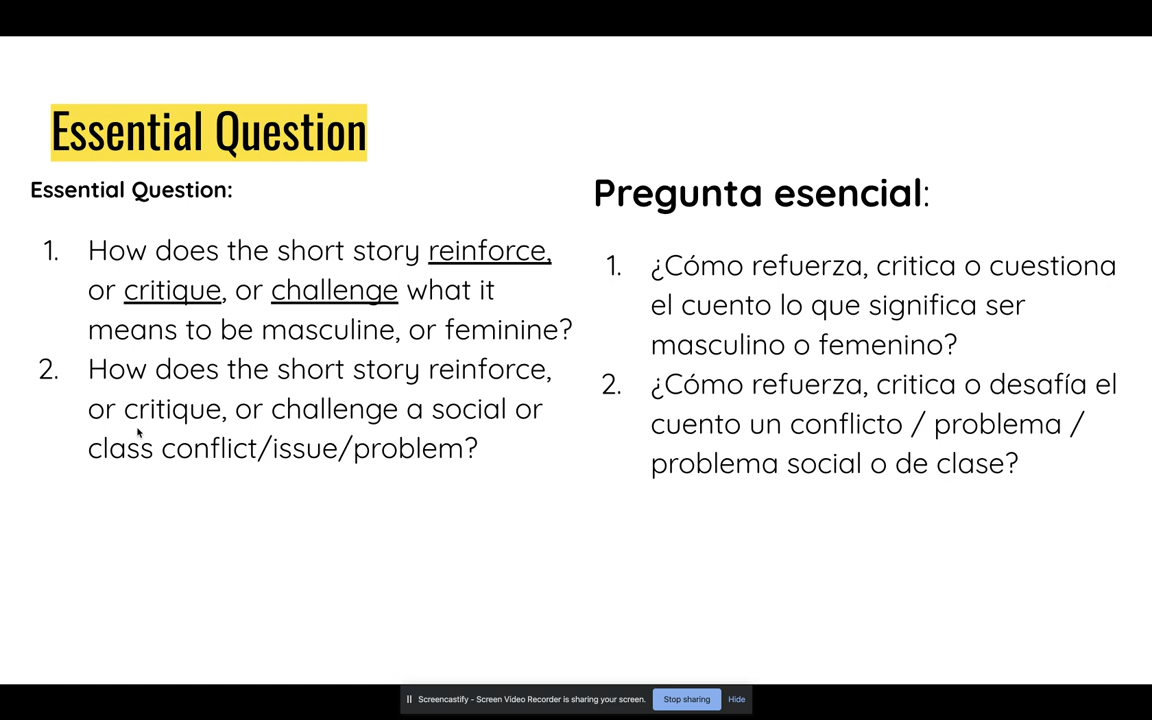 Essential Question
Essential Question:
1. How does the short story reinforce,
or critique, or challenge what it
means to be masculine, or feminine?
2. How does the short story reinforce,
or critique, or challenge a social or
class conflict/issue/problem?
Pregunta esencial:
1. ¿Cómo refuerza, critica o cuestiona
el cuento lo que significa ser
masculino o femenino?
2. ¿Cómo refuerza, critica o desafía el
cuento un conflicto / problema /
problema social o de clase?
Screencastify - Screen Video Recorder is sharing your screen. Stop sharing Hide